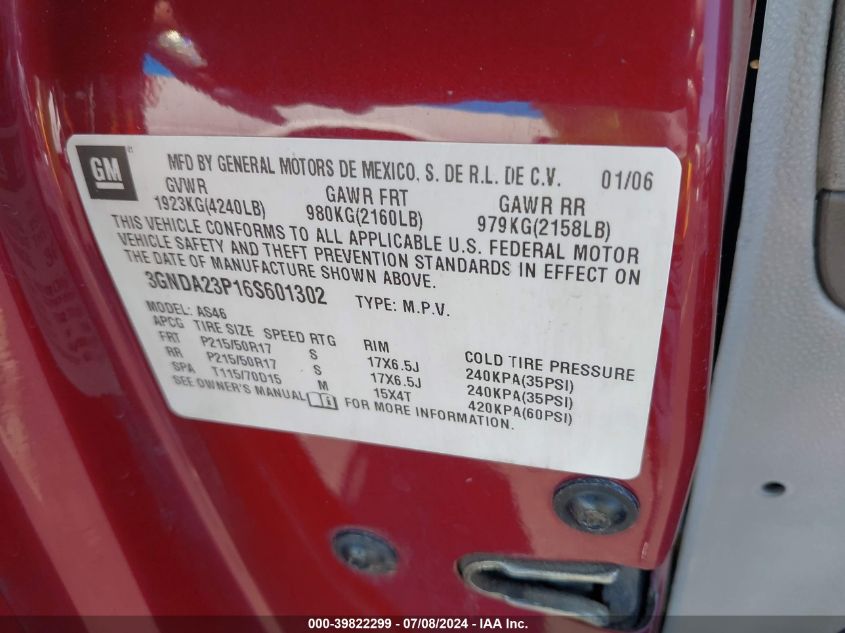 GM
MFD BY GENERAL MOTORS DE MEXICO, S. DE R.L. DE C.V. 01/06
GVWR GAWR FRT GAWR RR
1923KG(4240LB) 980KG(2160LB) 979KG(2158LB)
THIS VEHICLE CONFORMS TO ALL APPLICABLE U.S. FEDERAL MOTOR
VEHICLE SAFETY AND THEFT PREVENTION STANDARDS IN EFFECT ON
THE DATE OF MANUFACTURE SHOWN ABOVE.
3GNDA23P16S601302 TYPE: M.P.V.
MODEL: AS46
APCG TIRE SIZE SPEED RTG RIM COLD TIRE PRESSURE
FRT P215/50R17 S 17X6.5J 240KPA(35PSI)
RR P215/50R17 S 17X6.5J 240KPA(35PSI)
SPA T115/70D15 M 15X4T 420KPA(60PSI)
SEE OWNER'S MANUAL FOR MORE INFORMATION.
000-39822299 - 07/08/2024 - IAA Inc.